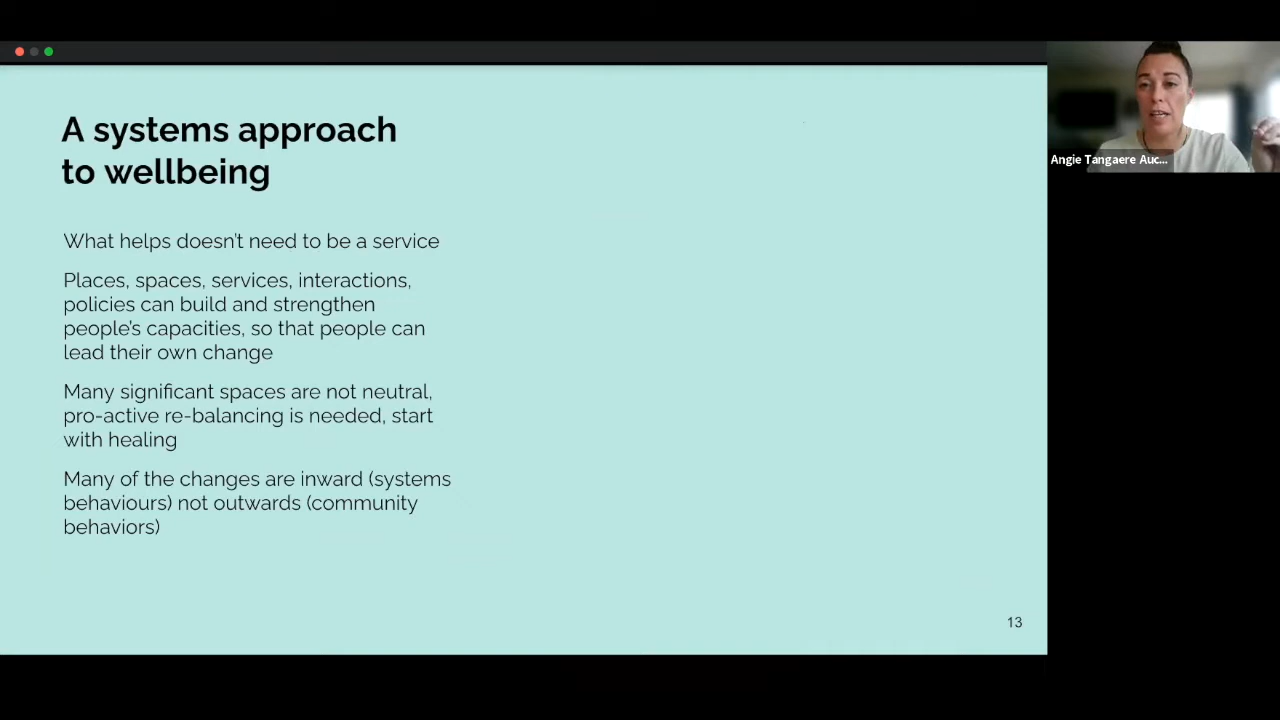 A systems approach
to wellbeing
What helps doesn't need to be a service
Places, spaces, services, interactions,
policies can build and strengthen
people's capacities, so that people can
lead their own change
Many significant spaces are not neutral,
pro-active re-balancing is needed, start
with healing
Many of the changes are inward (systems
behaviours) not outwards (community
behaviors)
13
Angie Tangaere Auc...